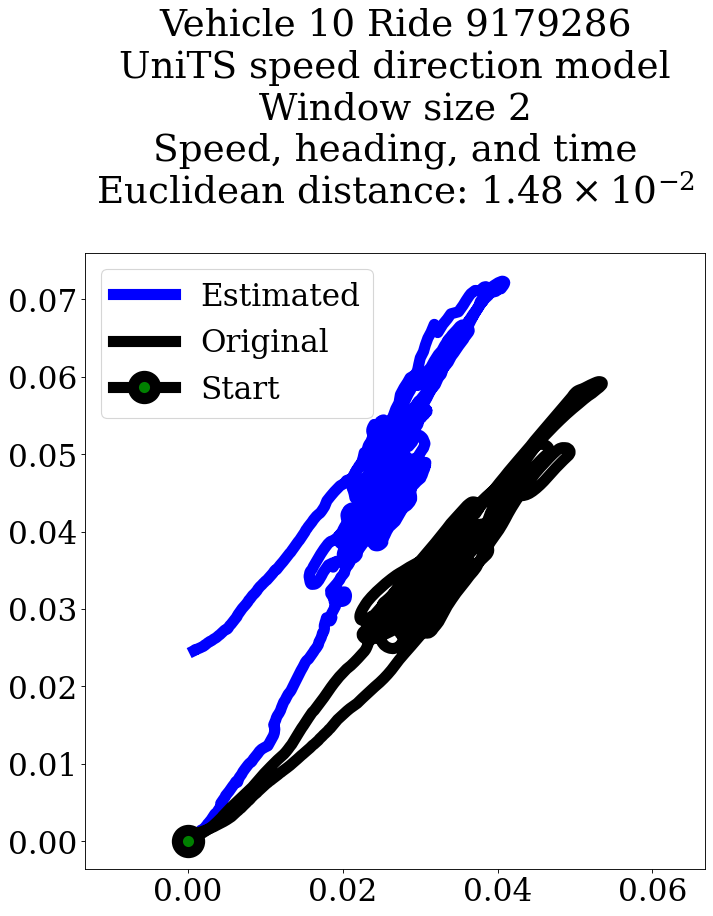 Vehicle 10 Ride 9179286
UniTS speed direction model
Window size 2
Speed, heading, and time
Euclidean distance: 1.48 × 10⁻²
Estimated
Original
Start
0.07
0.06
0.05
0.04
0.03
0.02
0.01
0.00
0.00 0.02 0.04 0.06